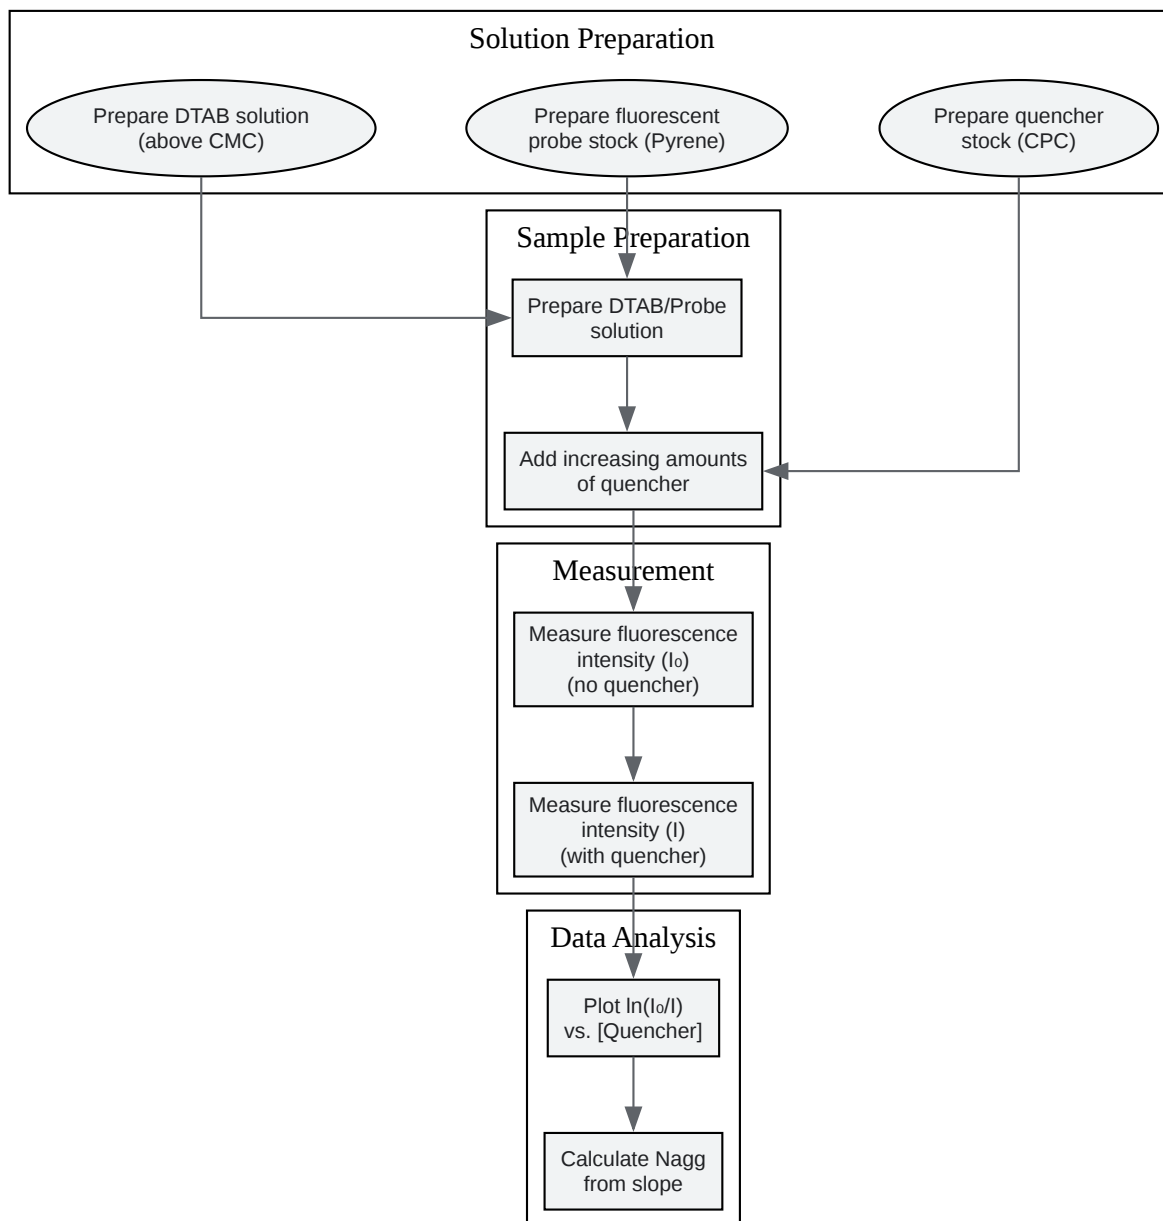 Solution Preparation
Prepare DTAB solution
(above CMC)
Prepare fluorescent
probe stock (Pyrene)
Prepare quencher
stock (CPC)
Sample Preparation
Prepare DTAB/Probe
solution
Add increasing amounts
of quencher
Measurement
Measure fluorescence
intensity (I₀)
(no quencher)
Measure fluorescence
intensity (I)
(with quencher)
Data Analysis
Plot ln(I₀/I)
vs. [Quencher]
Calculate Nagg
from slope